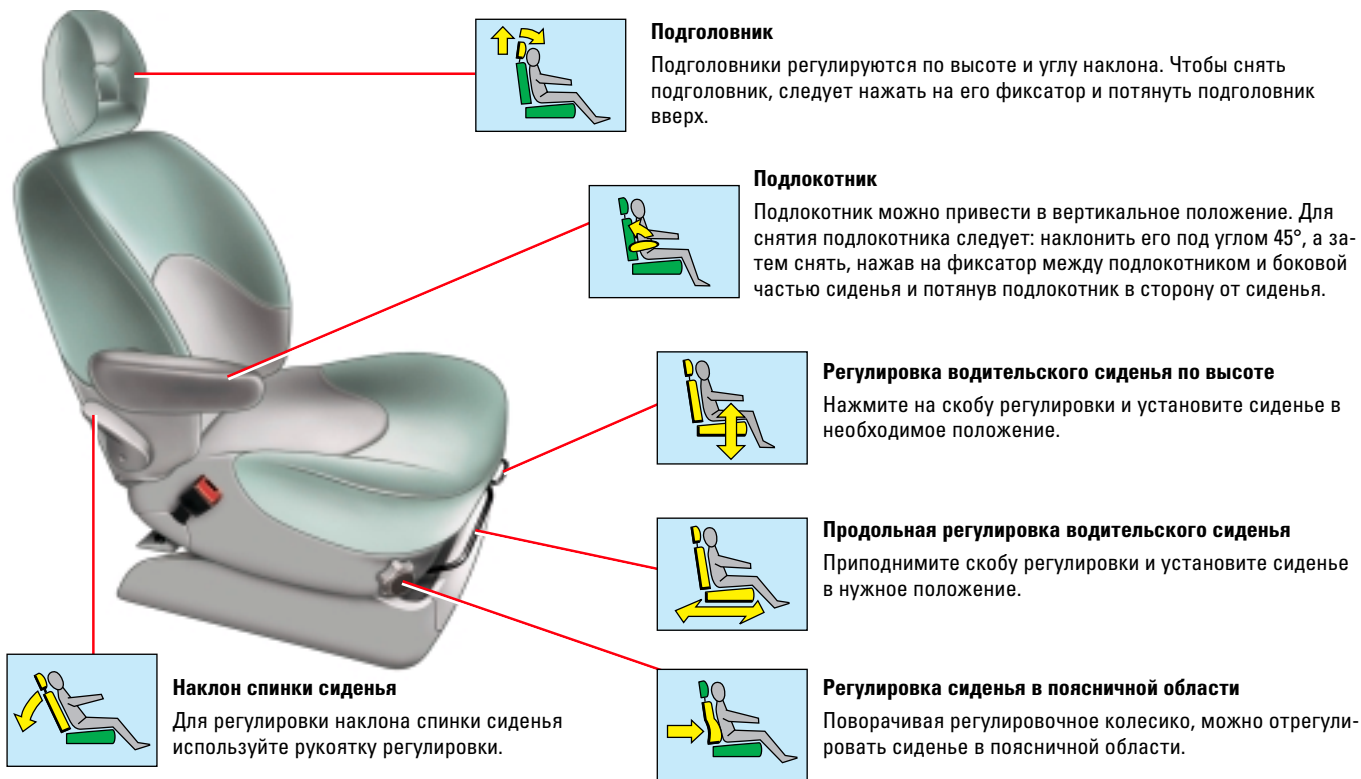 Подголовник
Подголовники регулируются по высоте и углу наклона. Чтобы снять
подголовник, следует нажать на его фиксатор и потянуть подголовник
вверх.
Подлокотник
Подлокотник можно привести в вертикальное положение. Для
снятия подлокотника следует: наклонить его под углом 45°, а за-
тем снять, нажав на фиксатор между подлокотником и боковой
частью сиденья и потянув подлокотник в сторону от сиденья.
Регулировка водительского сиденья по высоте
Нажмите на скобу регулировки и установите сиденье в
необходимое положение.
Продольная регулировка водительского сиденья
Приподнимите скобу регулировки и установите сиденье
в нужное положение.
Наклон спинки сиденья
Для регулировки наклона спинки сиденья
используйте рукоятку регулировки.
Регулировка сиденья в поясничной области
Поворачивая регулировочное колесико, можно отрегули-
ровать сиденье в поясничной области.